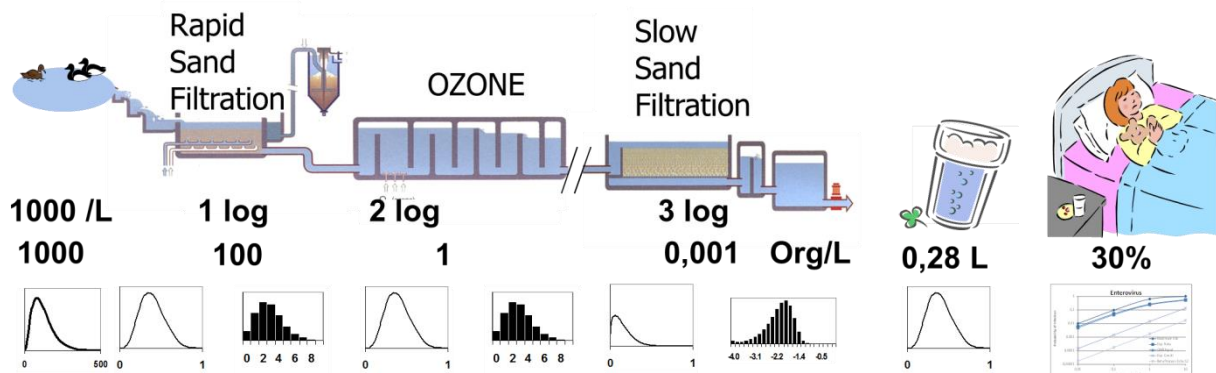 Rapid
Sand
Filtration
OZONE
Slow
Sand
Filtration
1000 /L 1 log 2 log 3 log
1000 100 1 0,001 Org/L 0,28 L 30%
Enterovirus
0 500 0 1 0 2 4 6 8 0 1 0 2 4 6 8 0 1 -4.0 -3.1 -2.2 -1.4 -0.5 0 1